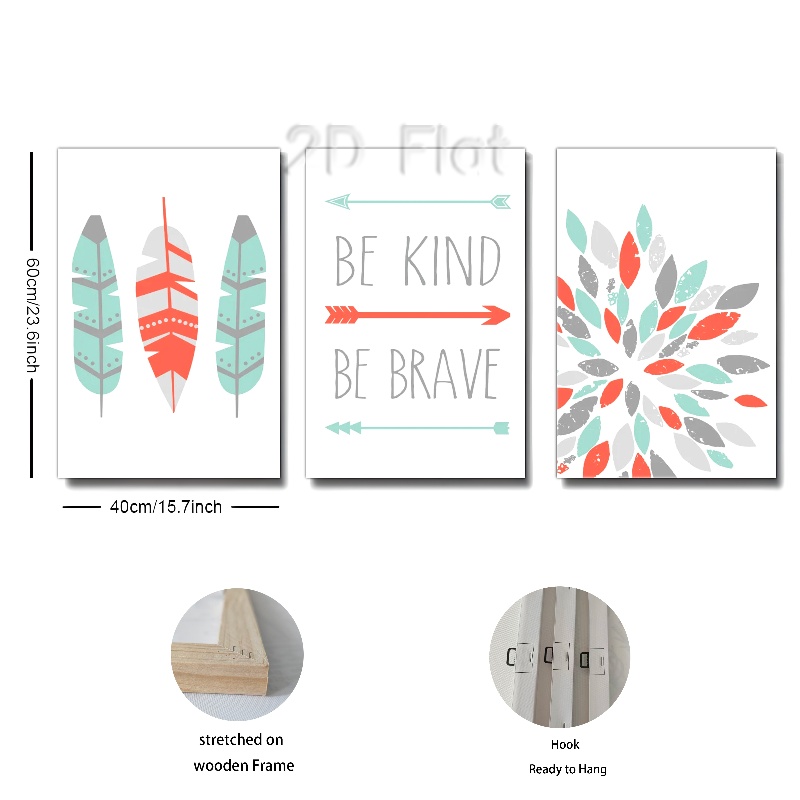 2D Flat
60cm/23.6inch
BE KIND
BE BRAVE
40cm/15.7inch
stretched on
wooden Frame
Hook
Ready to Hang